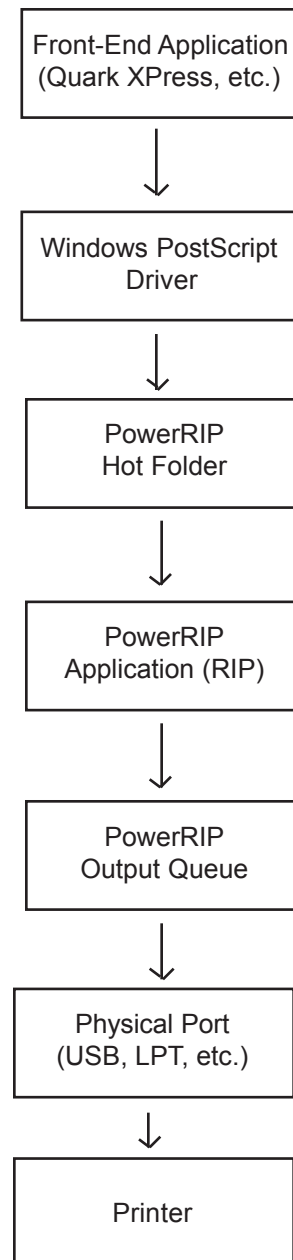 Front-End Application
(Quark XPress, etc.)
Windows PostScript
Driver
PowerRIP
Hot Folder
PowerRIP
Application (RIP)
PowerRIP
Output Queue
Physical Port
(USB, LPT, etc.)
Printer